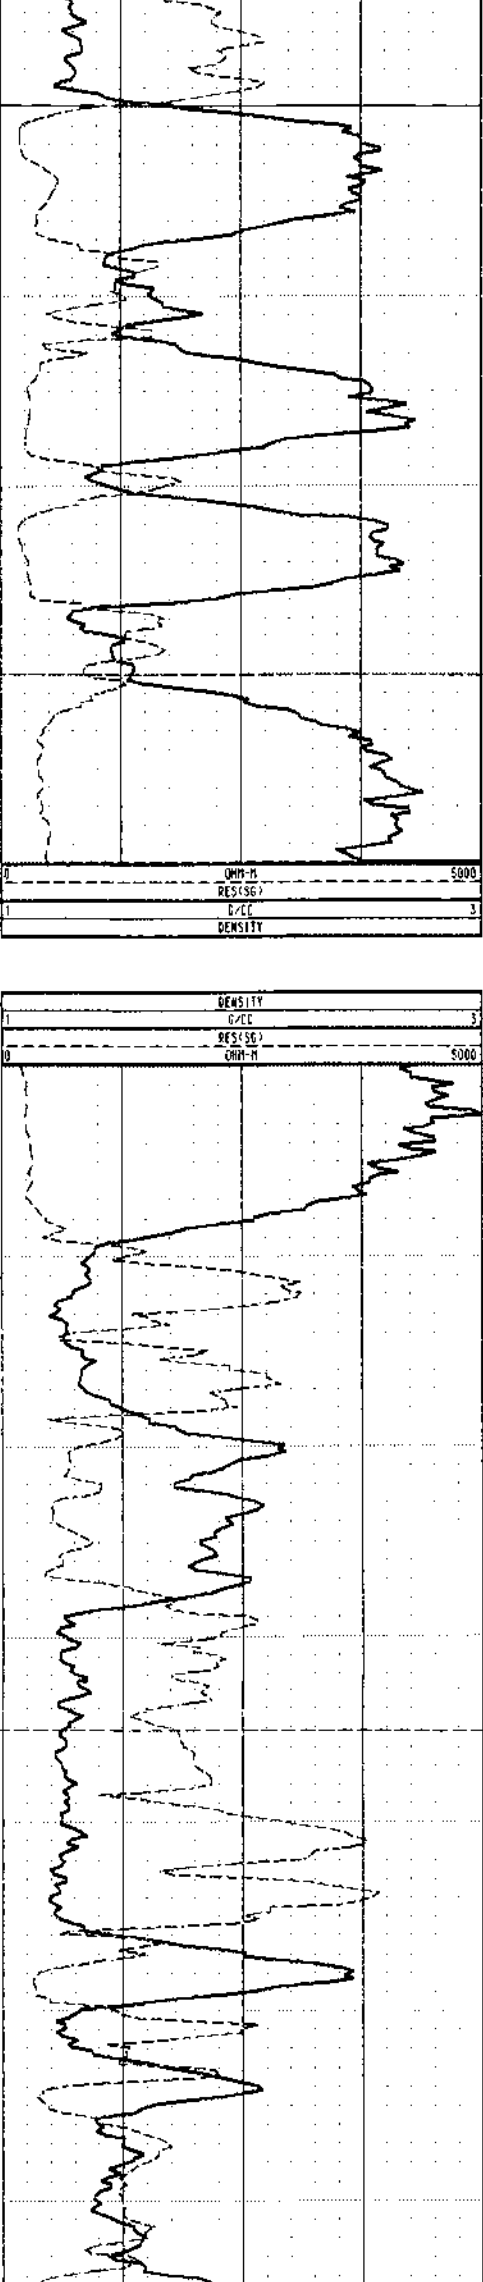 0 OHM-M 5000
RES(SG)
1 G/CC 3
DENSITY
DENSITY
1 G/CC 3
RES(SG)
0 OHM-M 5000